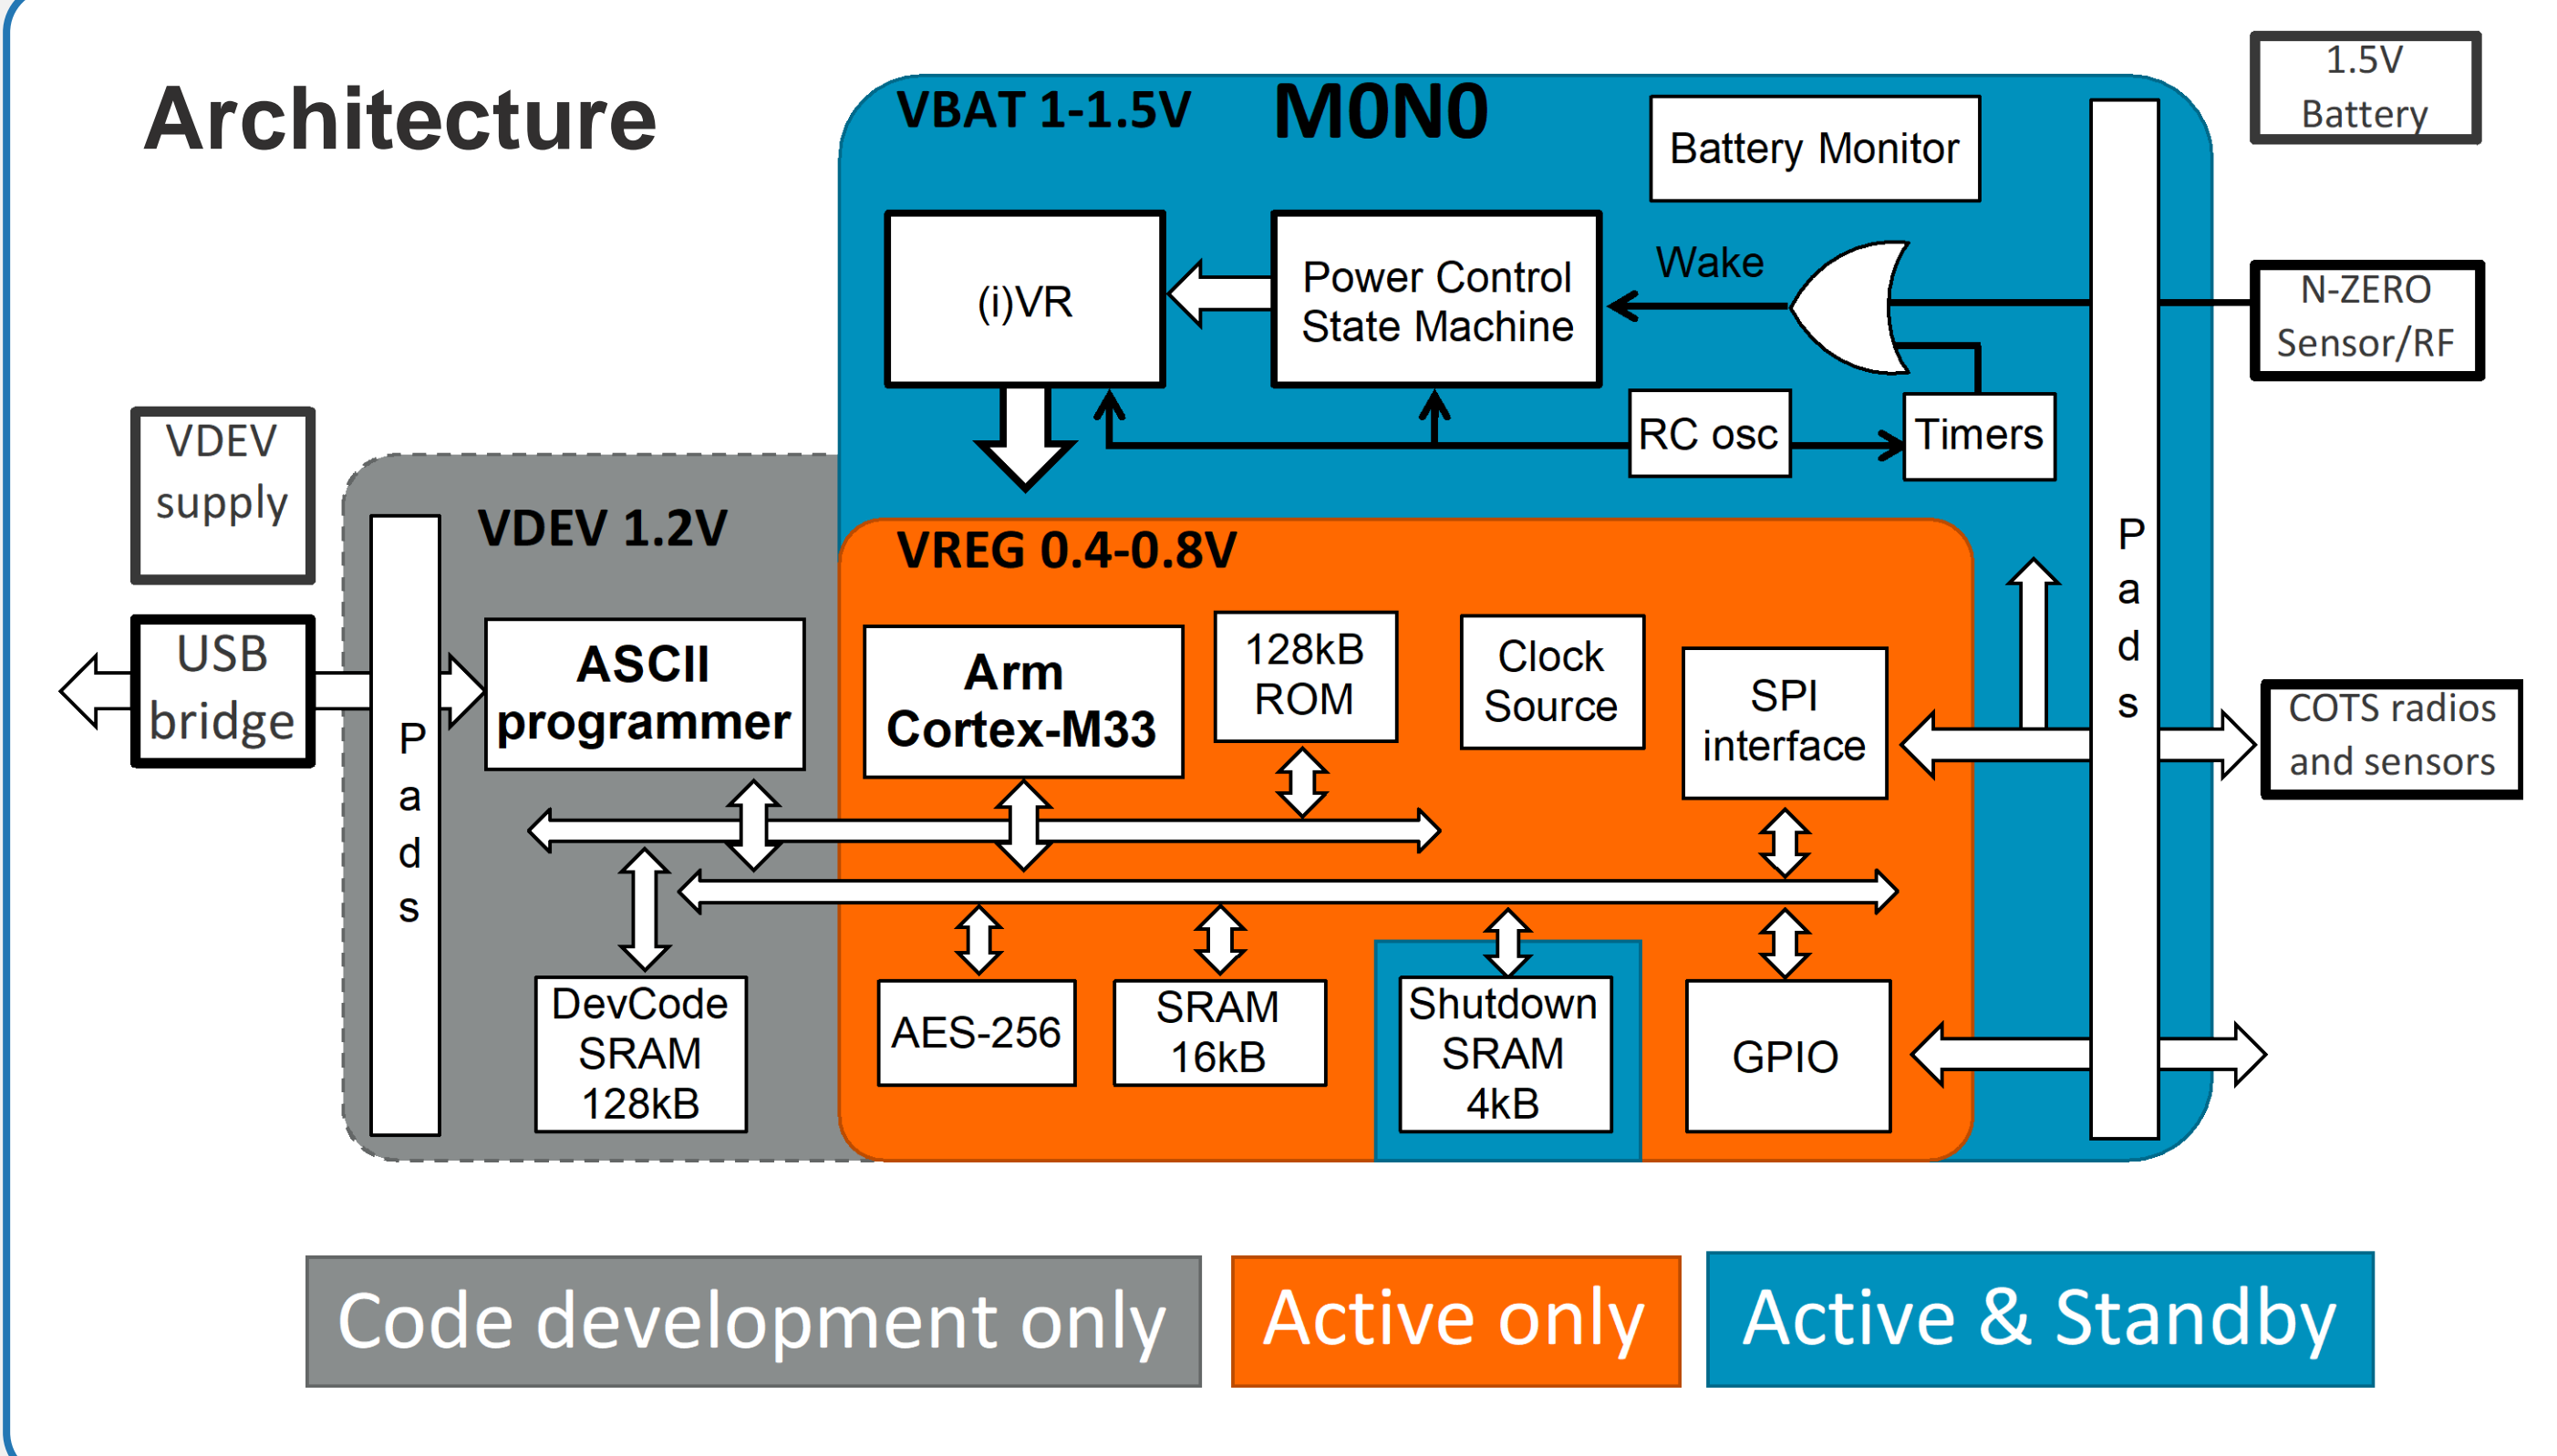 Architecture
VBAT 1-1.5V
M0N0
Battery Monitor
1.5V
Battery
(i)VR
Power Control
State Machine
Wake
N-ZERO
Sensor/RF
RC osc
Timers
VDEV
supply
VDEV 1.2V
VREG 0.4-0.8V
USB
bridge
Pads
ASCII
programmer
Arm
Cortex-M33
128kB
ROM
Clock
Source
SPI
interface
Pads
COTS radios
and sensors
DevCode
SRAM
128kB
AES-256
SRAM
16kB
Shutdown
SRAM
4kB
GPIO
Code development only
Active only
Active & Standby